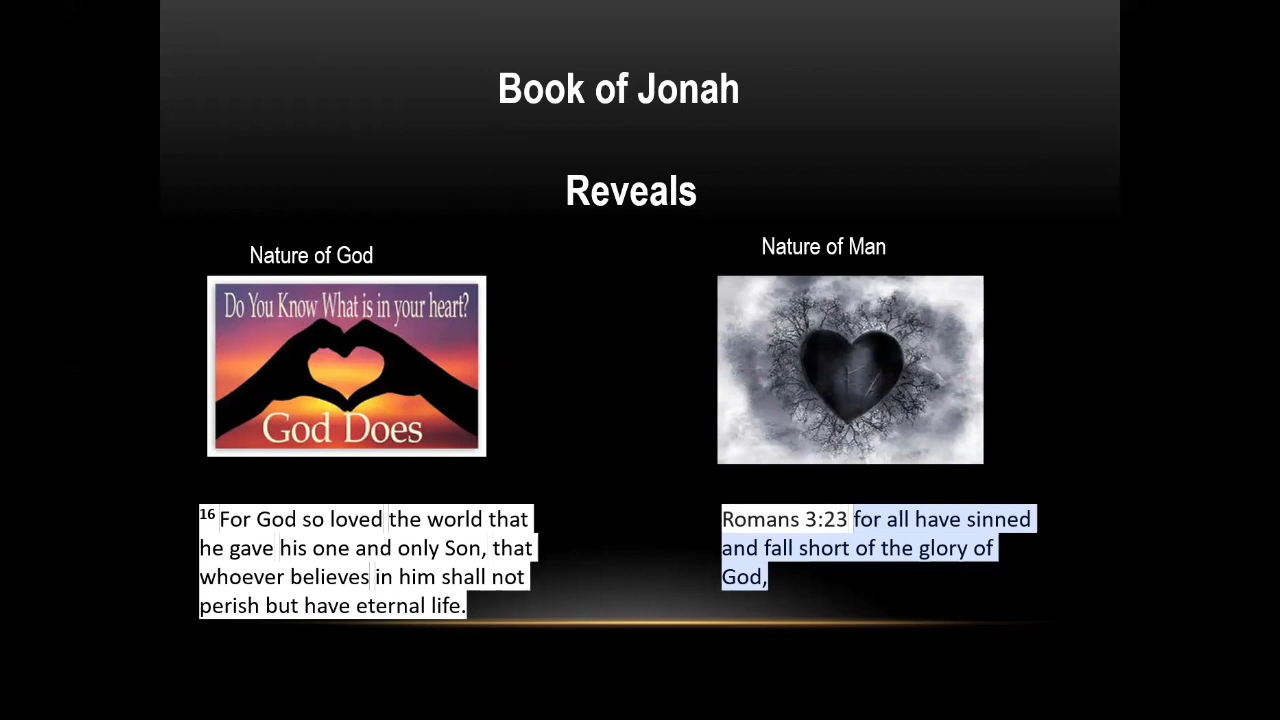 Book of Jonah
Reveals
Nature of God
Do You Know What is in your heart?
God Does
16 For God so loved the world that
he gave his one and only Son, that
whoever believes in him shall not
perish but have eternal life.
Nature of Man
Romans 3:23 for all have sinned
and fall short of the glory of
God,